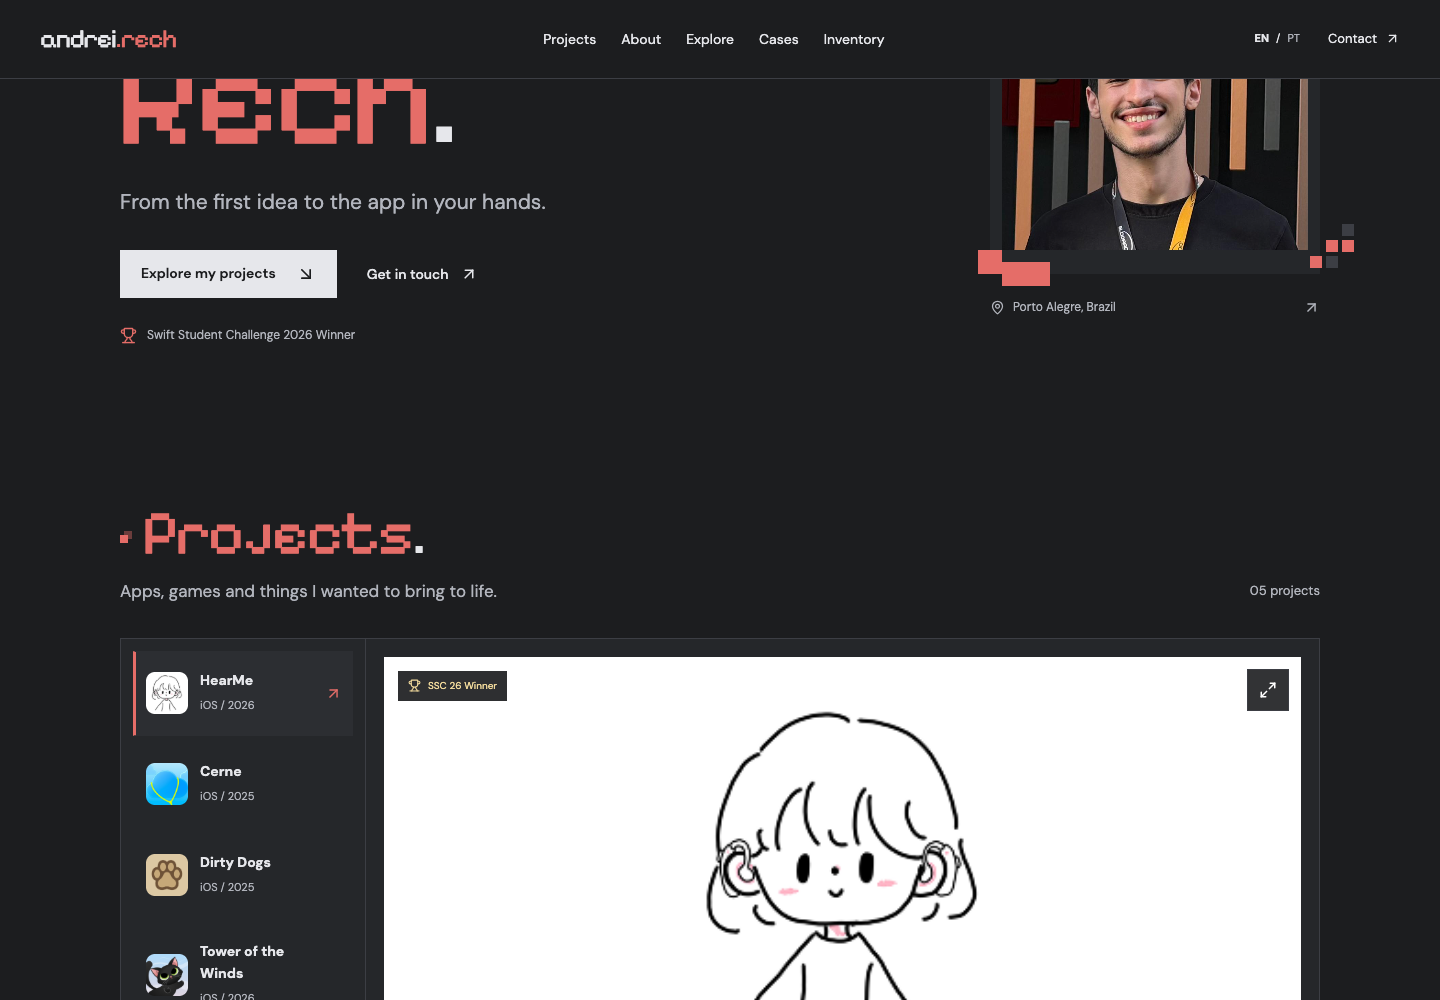 andrei.rech
Projects
About
Explore
Cases
Inventory
EN / PT
Contact
Rech.
From the first idea to the app in your hands.
Explore my projects
Get in touch
Swift Student Challenge 2026 Winner
Porto Alegre, Brazil
Projects.
Apps, games and things I wanted to bring to life.
05 projects
HearMe
iOS / 2026
Cerne
iOS / 2025
Dirty Dogs
iOS / 2025
Tower of the
Winds
iOS / 2026
SSC 26 Winner